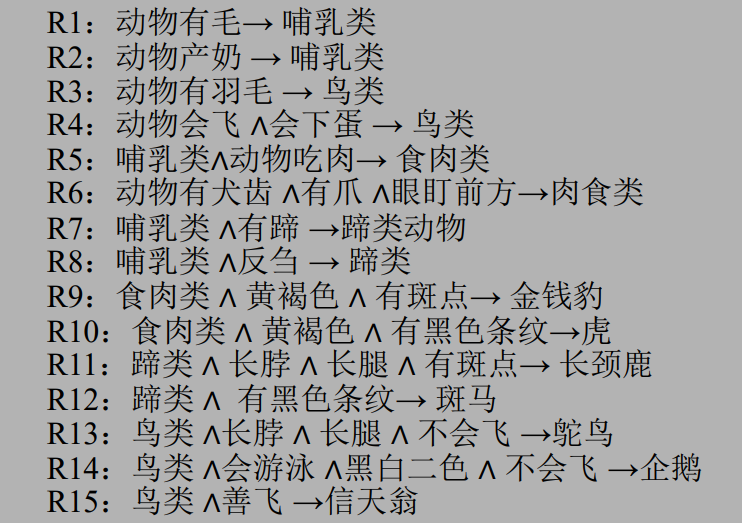 R1：动物有毛→ 哺乳类
R2：动物产奶 → 哺乳类
R3：动物有羽毛 → 鸟类
R4：动物会飞 ∧会下蛋 → 鸟类
R5：哺乳类∧动物吃肉→ 食肉类
R6：动物有犬齿 ∧有爪 ∧眼盯前方→肉食类
R7：哺乳类 ∧有蹄 →蹄类动物
R8：哺乳类 ∧反刍 → 蹄类
R9：食肉类 ∧ 黄褐色 ∧ 有斑点→ 金钱豹
R10：食肉类 ∧ 黄褐色 ∧ 有黑色条纹→虎
R11：蹄类 ∧ 长脖 ∧ 长腿 ∧ 有斑点→ 长颈鹿
R12：蹄类 ∧ 有黑色条纹→ 斑马
R13：鸟类 ∧长脖 ∧ 长腿 ∧ 不会飞 →鸵鸟
R14：鸟类 ∧会游泳 ∧黑白二色 ∧ 不会飞 →企鹅
R15：鸟类 ∧善飞 →信天翁